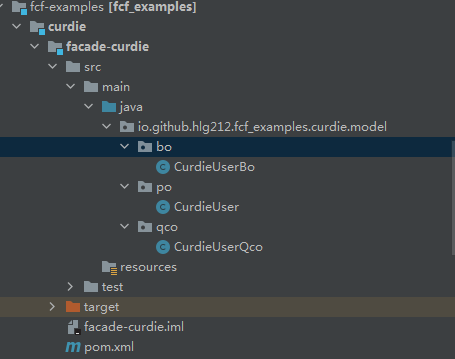 fcf-examples [fcf_examples]
curdie
facade-curdie
src
main
java
io.github.hlg212.fcf_examples.curdie.model
bo
CurdieUserBo
po
CurdieUser
qco
CurdieUserQco
resources
test
target
facade-curdie.iml
pom.xml